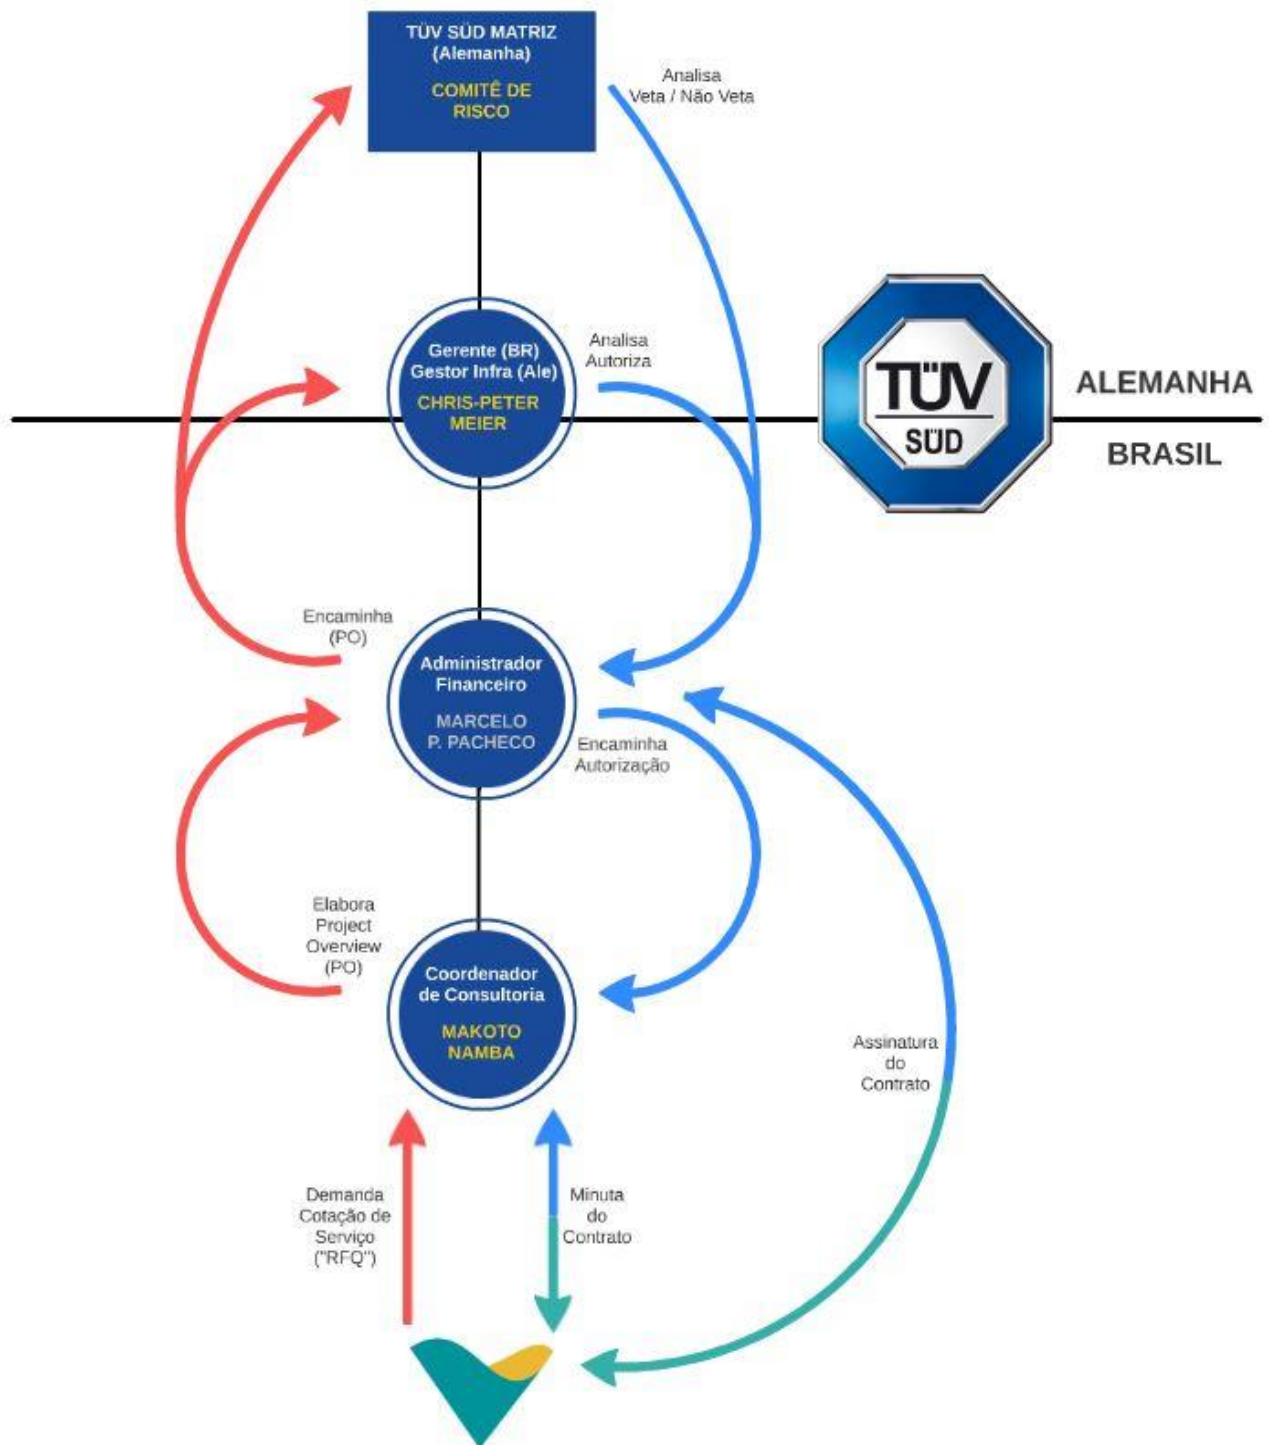 TÜV SÜD MATRIZ
(Alemanha)
COMITÊ DE
RISCO
Analisa
Veta / Não Veta
Gerente (BR)
Gestor Infra (Ale)
CHRIS-PETER
MEIER
Analisa
Autoriza
TÜV
SÜD
ALEMANHA
BRASIL
Encaminha
(PO)
Administrador
Financeiro
MARCELO
P. PACHECO
Encaminha
Autorização
Elabora
Project
Overview
(PO)
Coordenador
de Consultoria
MAKOTO
NAMBA
Assinatura
do
Contrato
Demanda
Cotação de
Serviço
("RFQ")
Minuta
do
Contrato